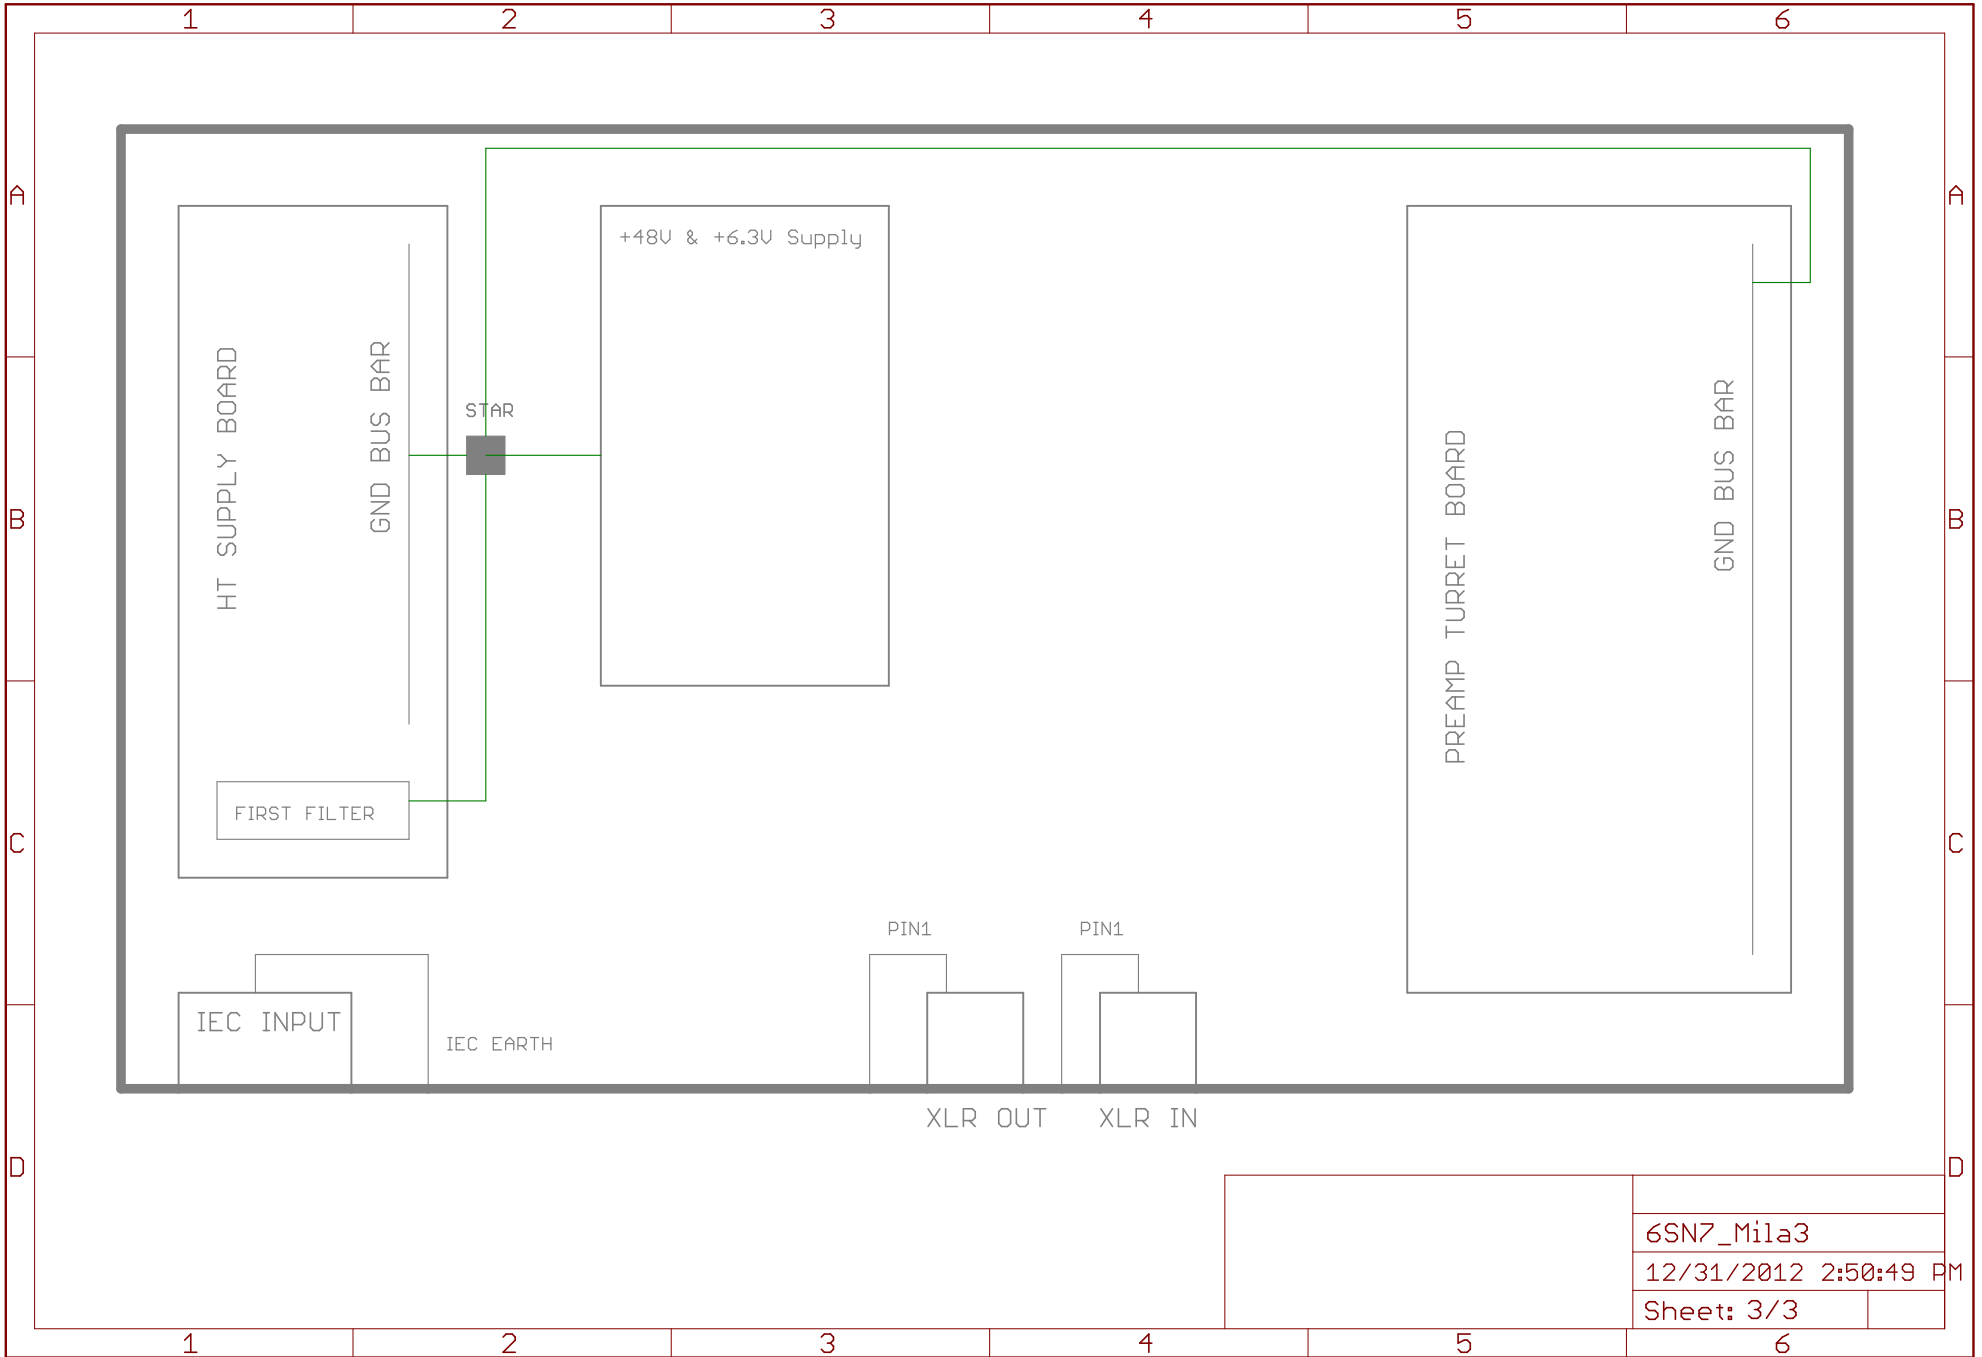 1 2 3 4 5 6
A A
+48V & +6.3V Supply
HT SUPPLY BOARD
GND BUS BAR
STAR
PREAMP TURRET BOARD
GND BUS BAR
B B
FIRST FILTER
C C
PIN1 PIN1
IEC INPUT
IEC EARTH
XLR OUT XLR IN
D D
6SN7_Mila3
12/31/2012 2:50:49 PM
Sheet: 3/3
1 2 3 4 5 6